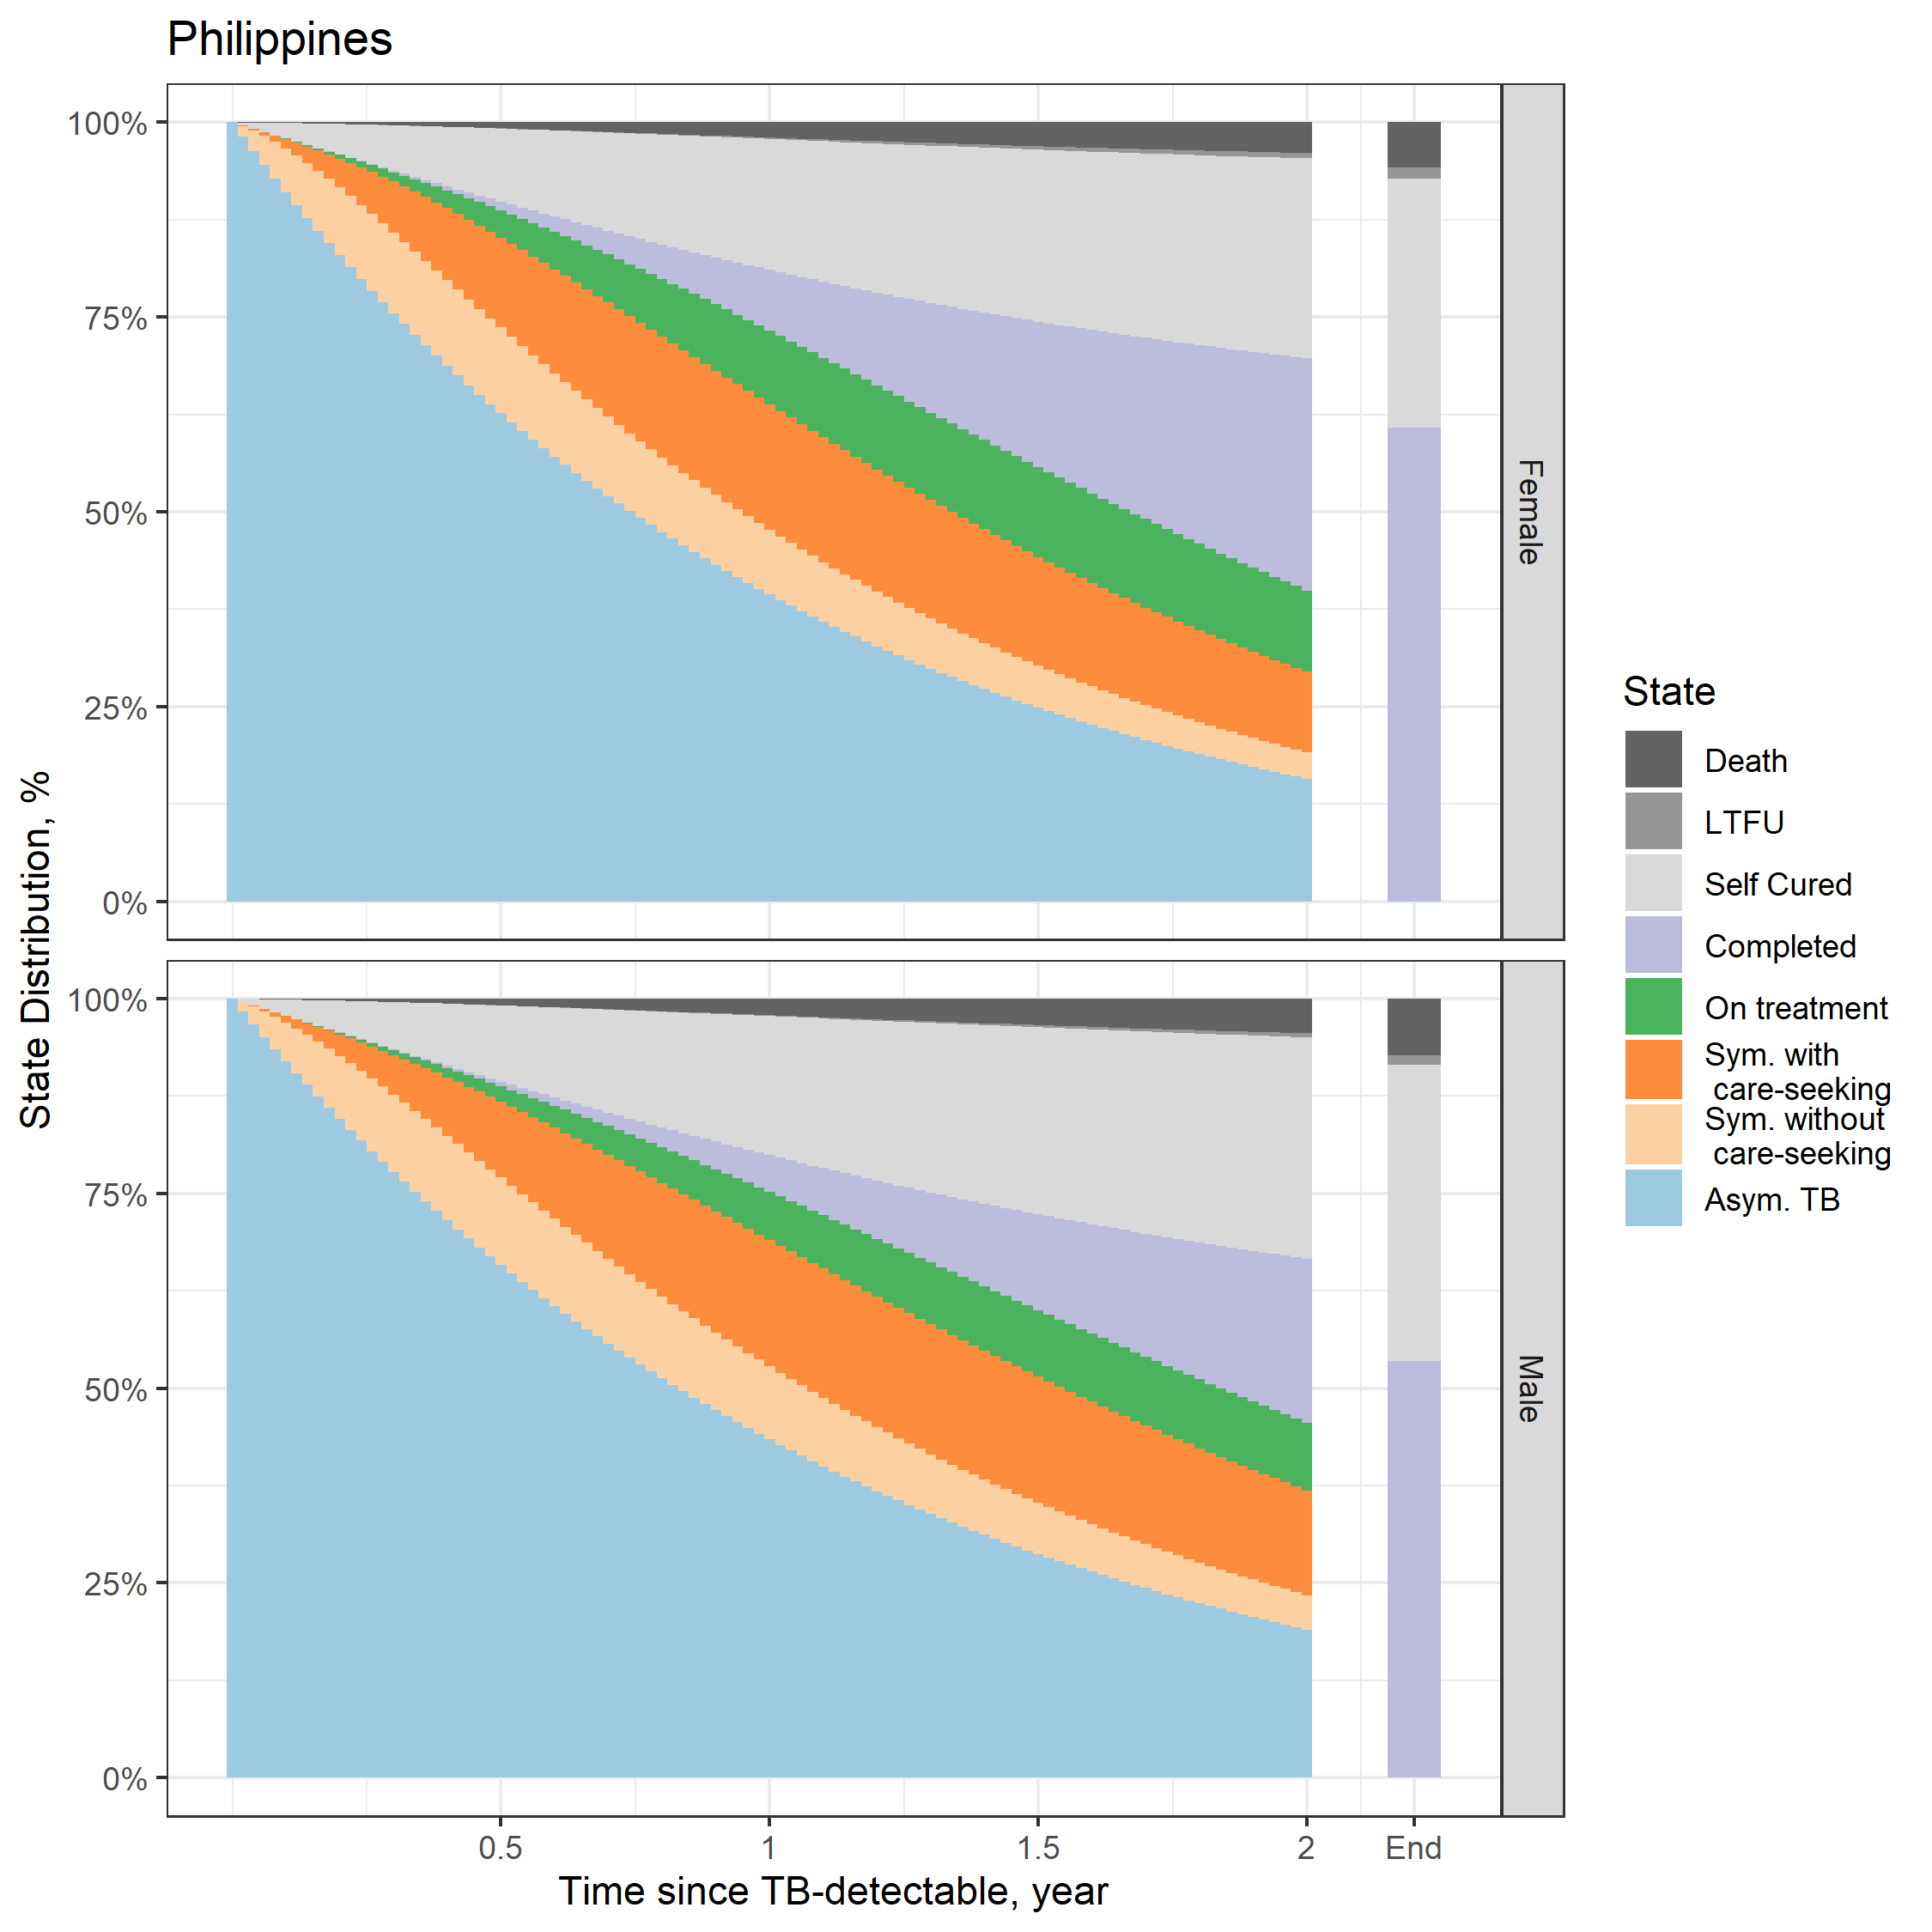 Philippines
State Distribution, %
100%
75%
50%
25%
0%
Female
100%
75%
50%
25%
0%
Male
0.5
1
1.5
2
End
Time since TB-detectable, year
State
Death
LTFU
Self Cured
Completed
On treatment
Sym. with
care-seeking
Sym. without
care-seeking
Asym. TB